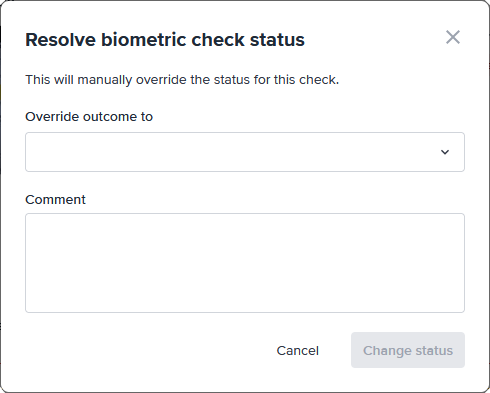 Resolve biometric check status
This will manually override the status for this check.
Override outcome to
Comment
Cancel
Change status